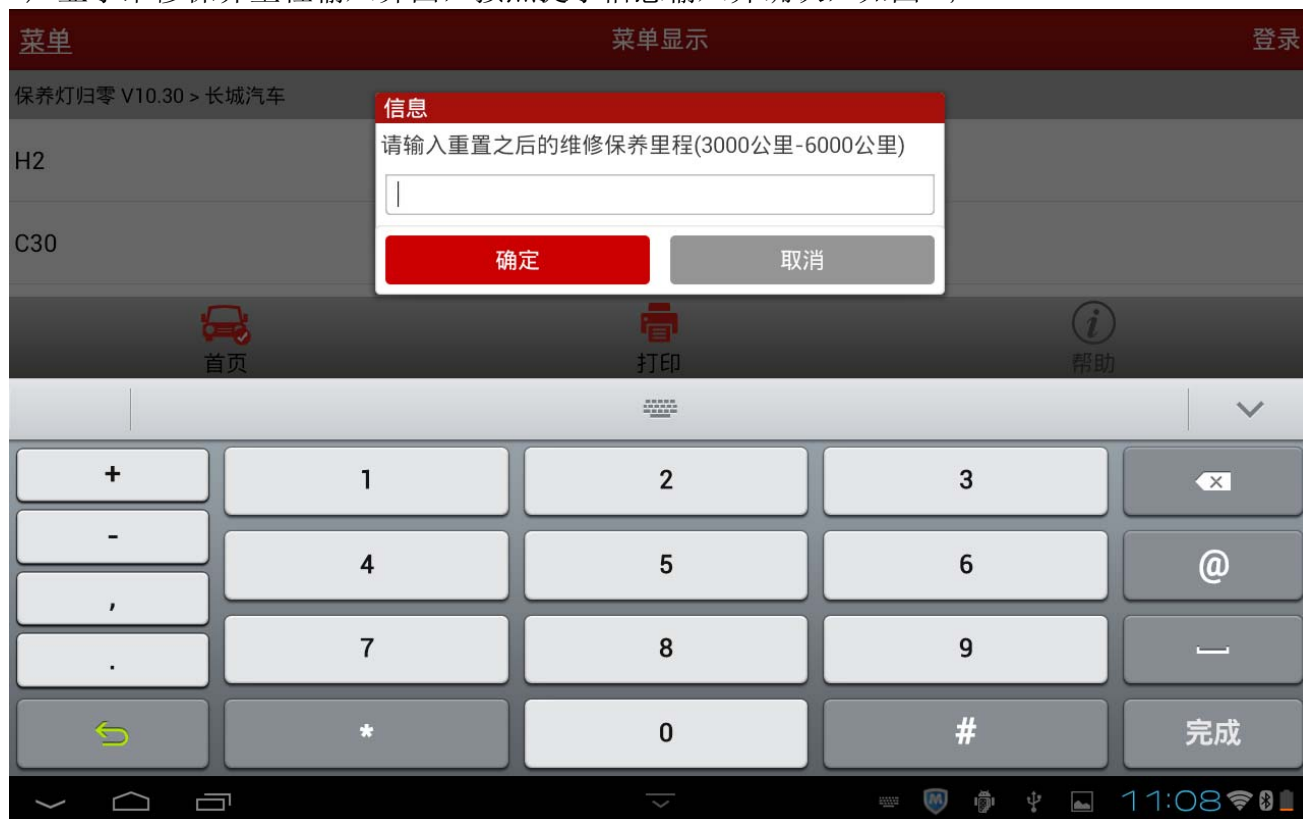 菜单
菜单显示
登录
保养灯归零 V10.30 > 长城汽车
信息
请输入重置之后的维修保养里程(3000公里-6000公里)
H2
C30
确定
取消
首页
打印
帮助
+
1
2
3
-
4
5
6
@
,
7
8
9
.
*
0
#
完成
11:08